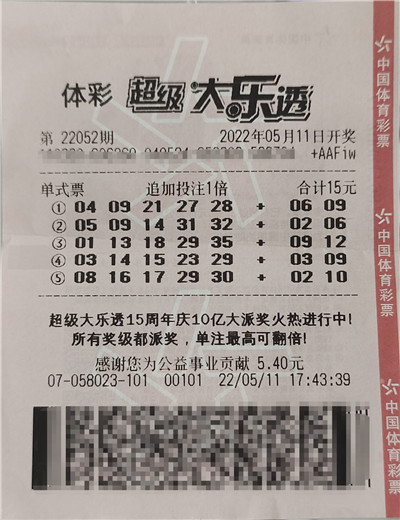 体彩 超级大乐透
第 22052期 2022年05月11日开奖
+AAFiw
单式票 追加投注1倍 合计15元
① 04 09 21 27 28 + 06 09
② 05 09 14 31 32 + 02 06
③ 01 13 18 29 35 + 09 12
④ 03 14 15 23 29 + 03 09
⑤ 08 16 17 29 30 + 02 10
超级大乐透15周年庆10亿大派奖火热进行中!
所有奖级都派奖,单注最高可翻倍!
感谢您为公益事业贡献 5.40元
07-058023-101 00101 22/05/11 17:43:39
中国体育彩票
中国体育彩票
中国体育彩票